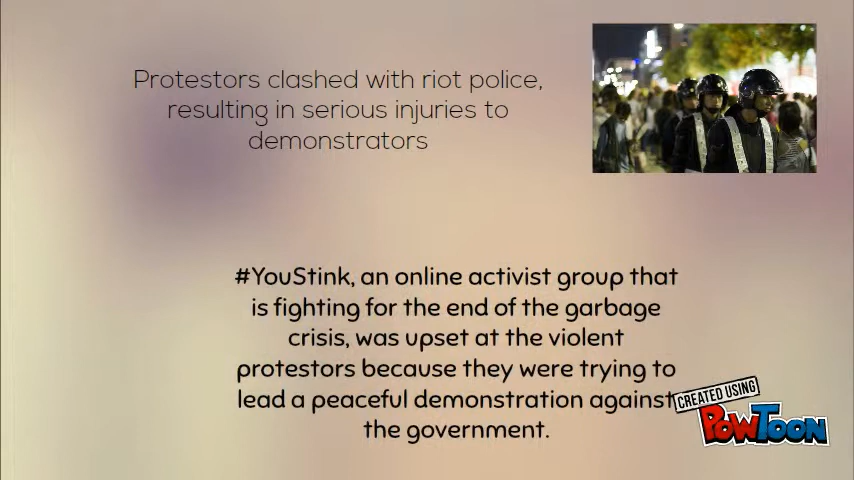 Protestors clashed with riot police,
resulting in serious injuries to
demonstrators
#YouStink, an online activist group that
is fighting for the end of the garbage
crisis, was upset at the violent
protestors because they were trying to
lead a peaceful demonstration against
the government.
CREATED USING
POWTOON